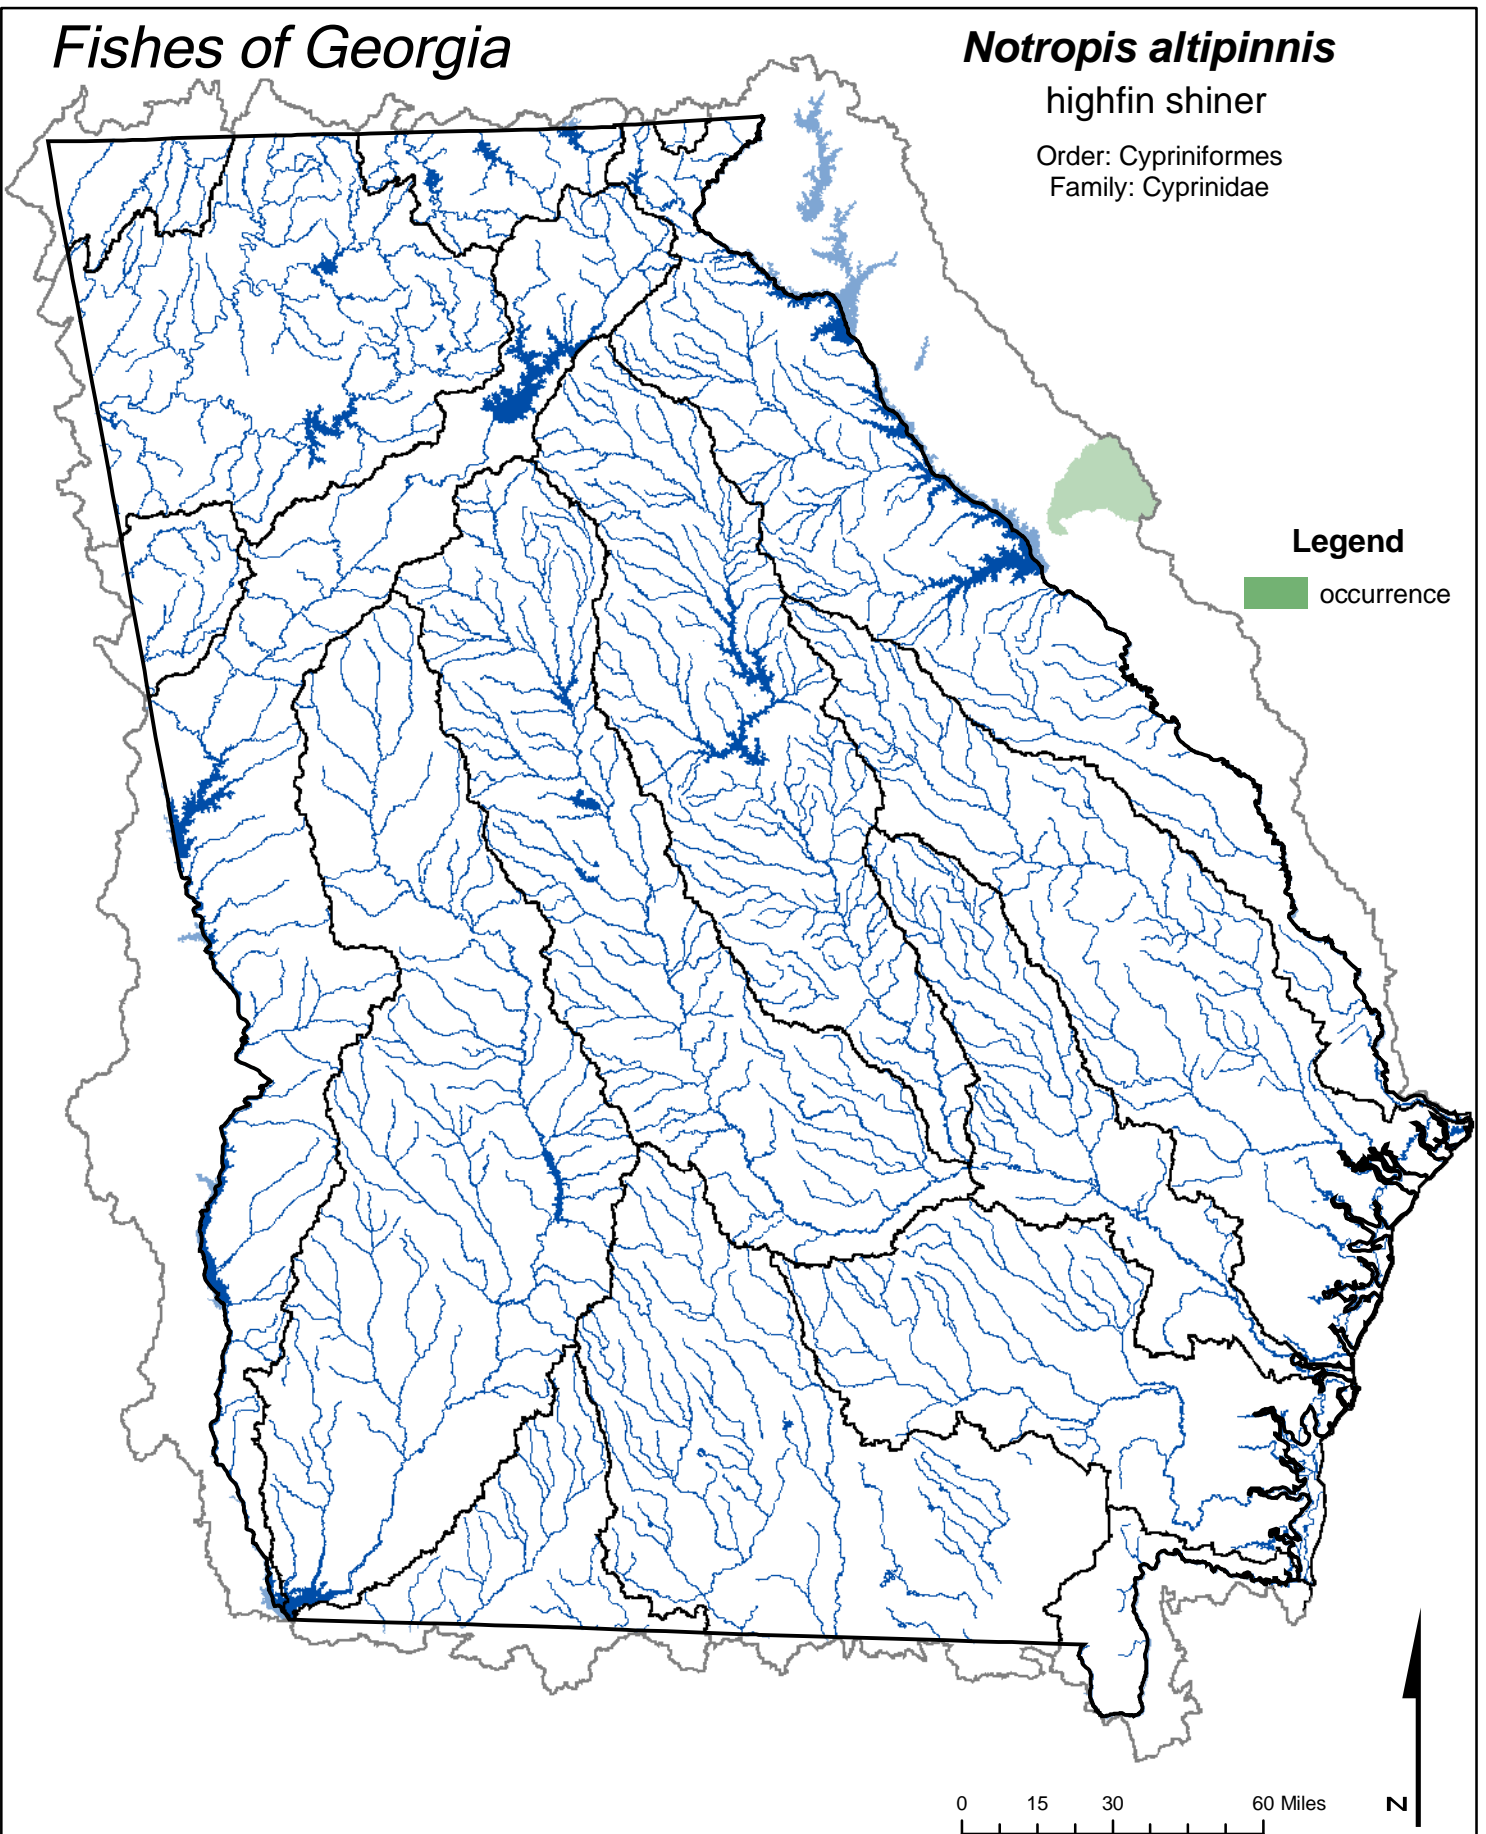 Fishes of Georgia
Notropis altipinnis
highfin shiner
Order: Cypriniformes
Family: Cyprinidae
Legend
occurrence
0 15 30 60 Miles
N